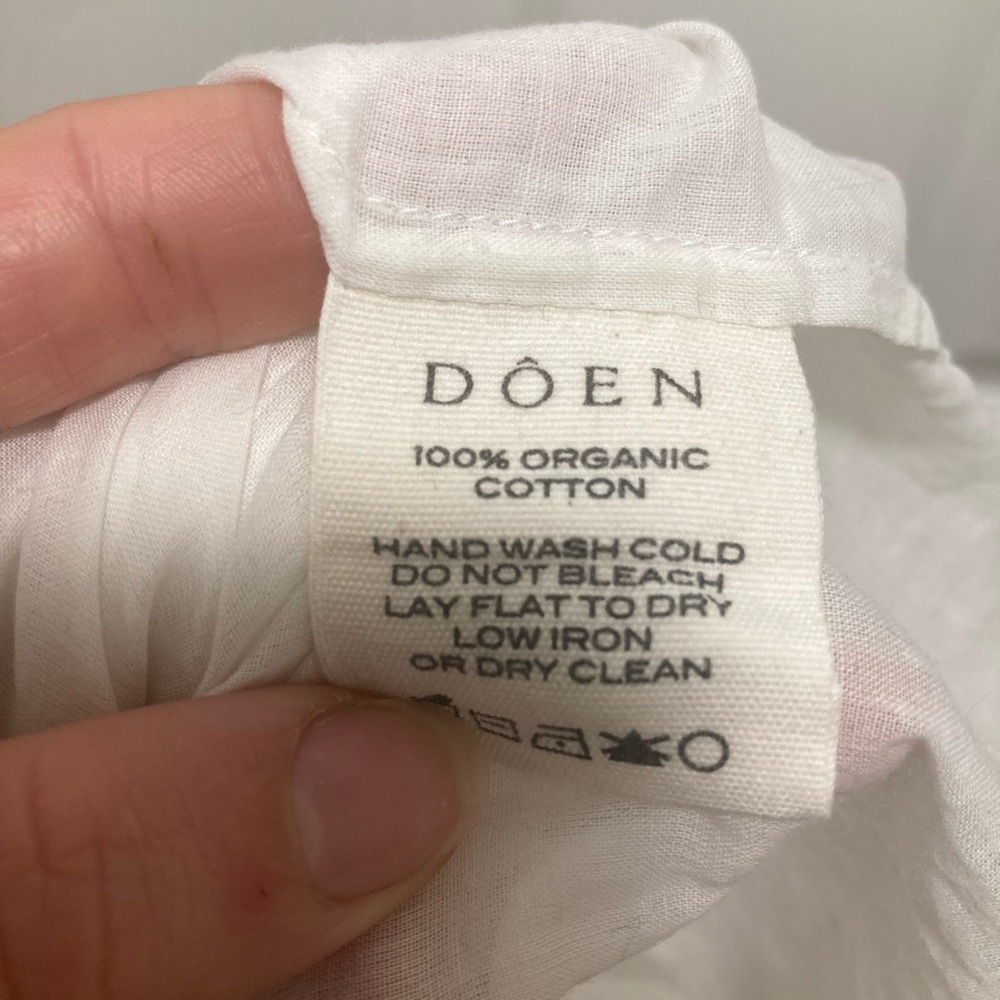 DÔEN
100% ORGANIC
COTTON
HAND WASH COLD
DO NOT BLEACH
LAY FLAT TO DRY
LOW IRON
OR DRY CLEAN